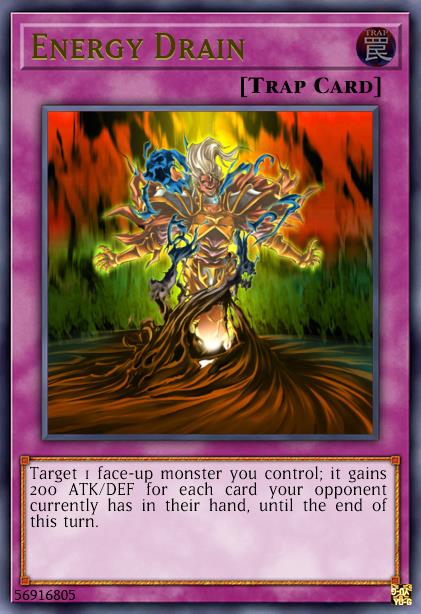 ENERGY DRAIN
TRAP
罠
[TRAP CARD]
Target 1 face-up monster you control; it gains
200 ATK/DEF for each card your opponent
currently has in their hand, until the end of
this turn.
56916805